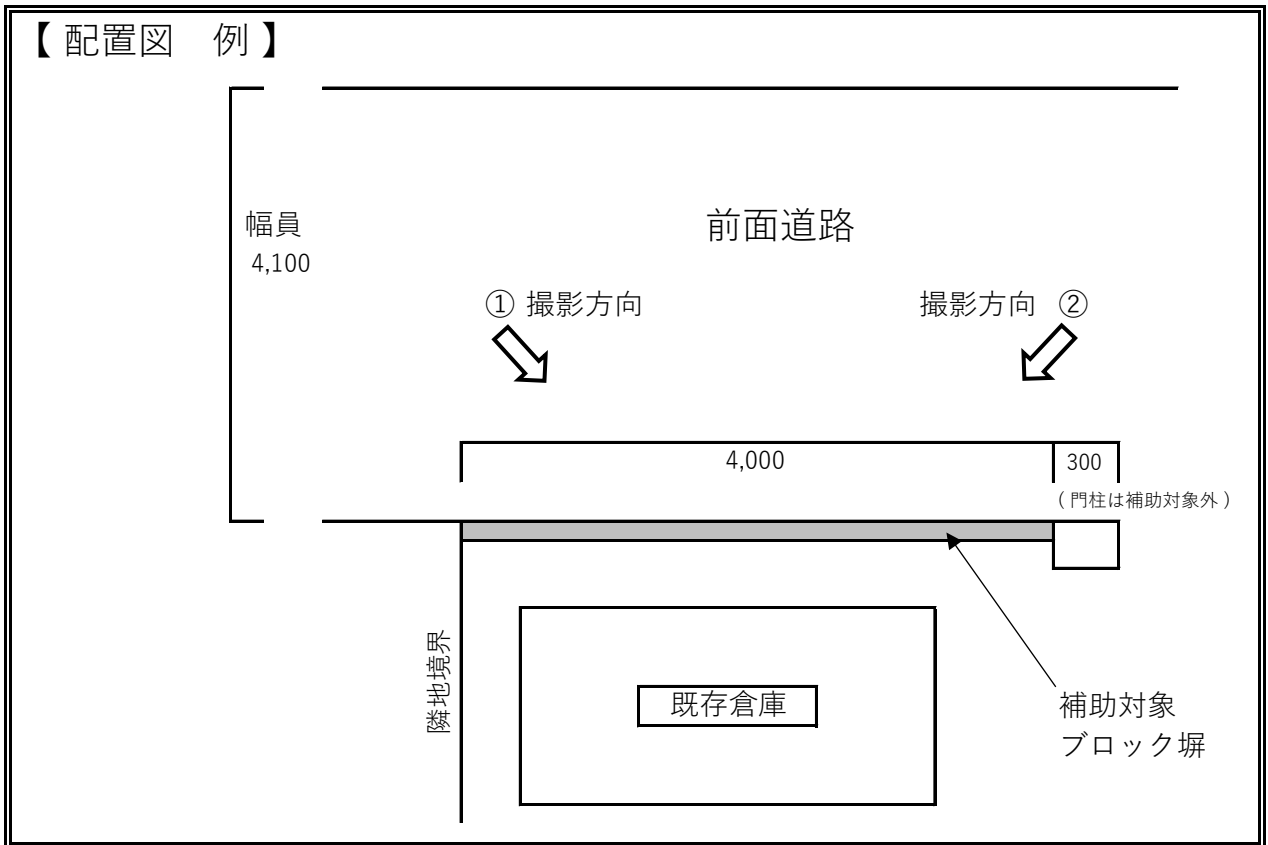 【 配置図　例 】
幅員
4,100
前面道路
① 撮影方向
撮影方向　②
4,000
300
（ 門柱は補助対象外 ）
隣地境界
既存倉庫
補助対象
ブロック塀